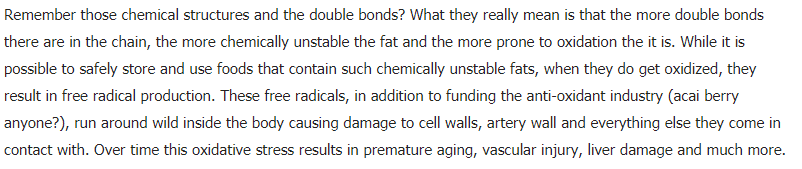 Remember those chemical structures and the double bonds? What they really mean is that the more double bonds
there are in the chain, the more chemically unstable the fat and the more prone to oxidation the it is. While it is
possible to safely store and use foods that contain such chemically unstable fats, when they do get oxidized, they
result in free radical production. These free radicals, in addition to funding the anti-oxidant industry (acai berry
anyone?), run around wild inside the body causing damage to cell walls, artery wall and everything else they come in
contact with. Over time this oxidative stress results in premature aging, vascular injury, liver damage and much more.